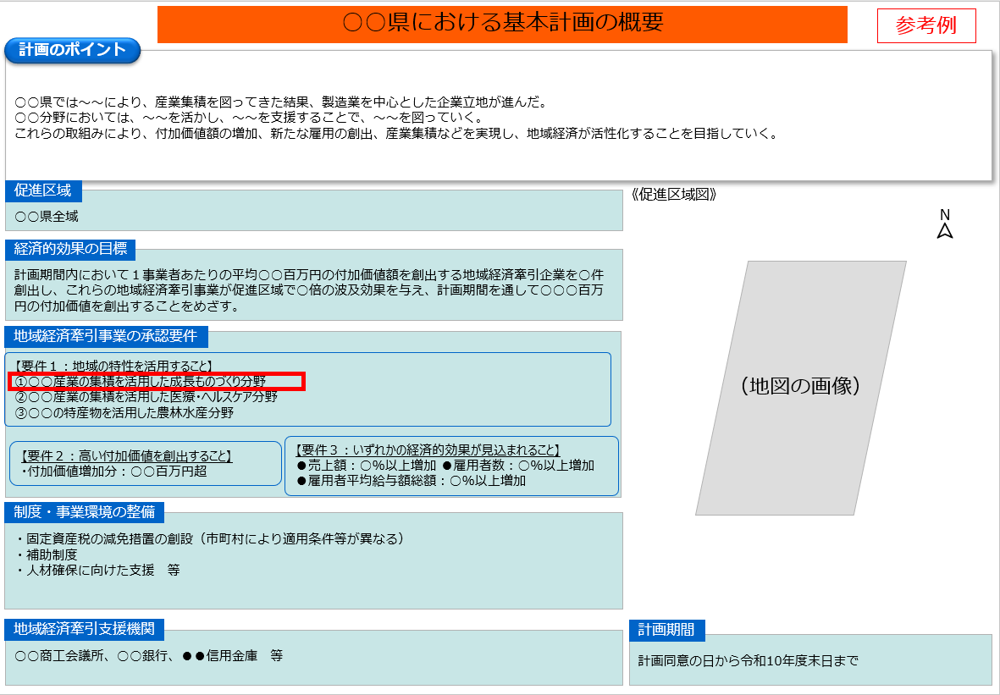 ○○県における基本計画の概要
参考例
計画のポイント
○○県では～～により、産業集積を図ってきた結果、製造業を中心とした企業立地が進んだ。
○○分野においては、～～を活かし、～～を支援することで、～～を図っていく。
これらの取組みにより、付加価値額の増加、新たな雇用の創出、産業集積などを実現し、地域経済が活性化することを目指していく。
促進区域
○○県全域
経済的効果の目標
計画期間内において１事業者あたりの平均○○百万円の付加価値額を創出する地域経済牽引企業を○件
創出し、これらの地域経済牽引事業が促進区域で○倍の波及効果を与え、計画期間を通して○○○百万
円の付加価値を創出することをめざす。
地域経済牽引事業の承認要件
【要件１：地域の特性を活用すること】
①○○産業の集積を活用した成長ものづくり分野
②○○産業の集積を活用した医療・ヘルスケア分野
③○○の特産物を活用した農林水産分野
【要件２：高い付加価値を創出すること】
・付加価値増加分：○○百万円超
【要件３：いずれかの経済的効果が見込まれること】
●売上額：○％以上増加 ●雇用者数：○％以上増加
●雇用者平均給与額総額：○％以上増加
制度・事業環境の整備
・固定資産税の減免措置の創設（市町村により適用条件等が異なる）
・補助制度
・人材確保に向けた支援　等
地域経済牽引支援機関
○○商工会議所、○○銀行、●●信用金庫　等
《促進区域図》
N
（地図の画像）
計画期間
計画同意の日から令和10年度末日まで